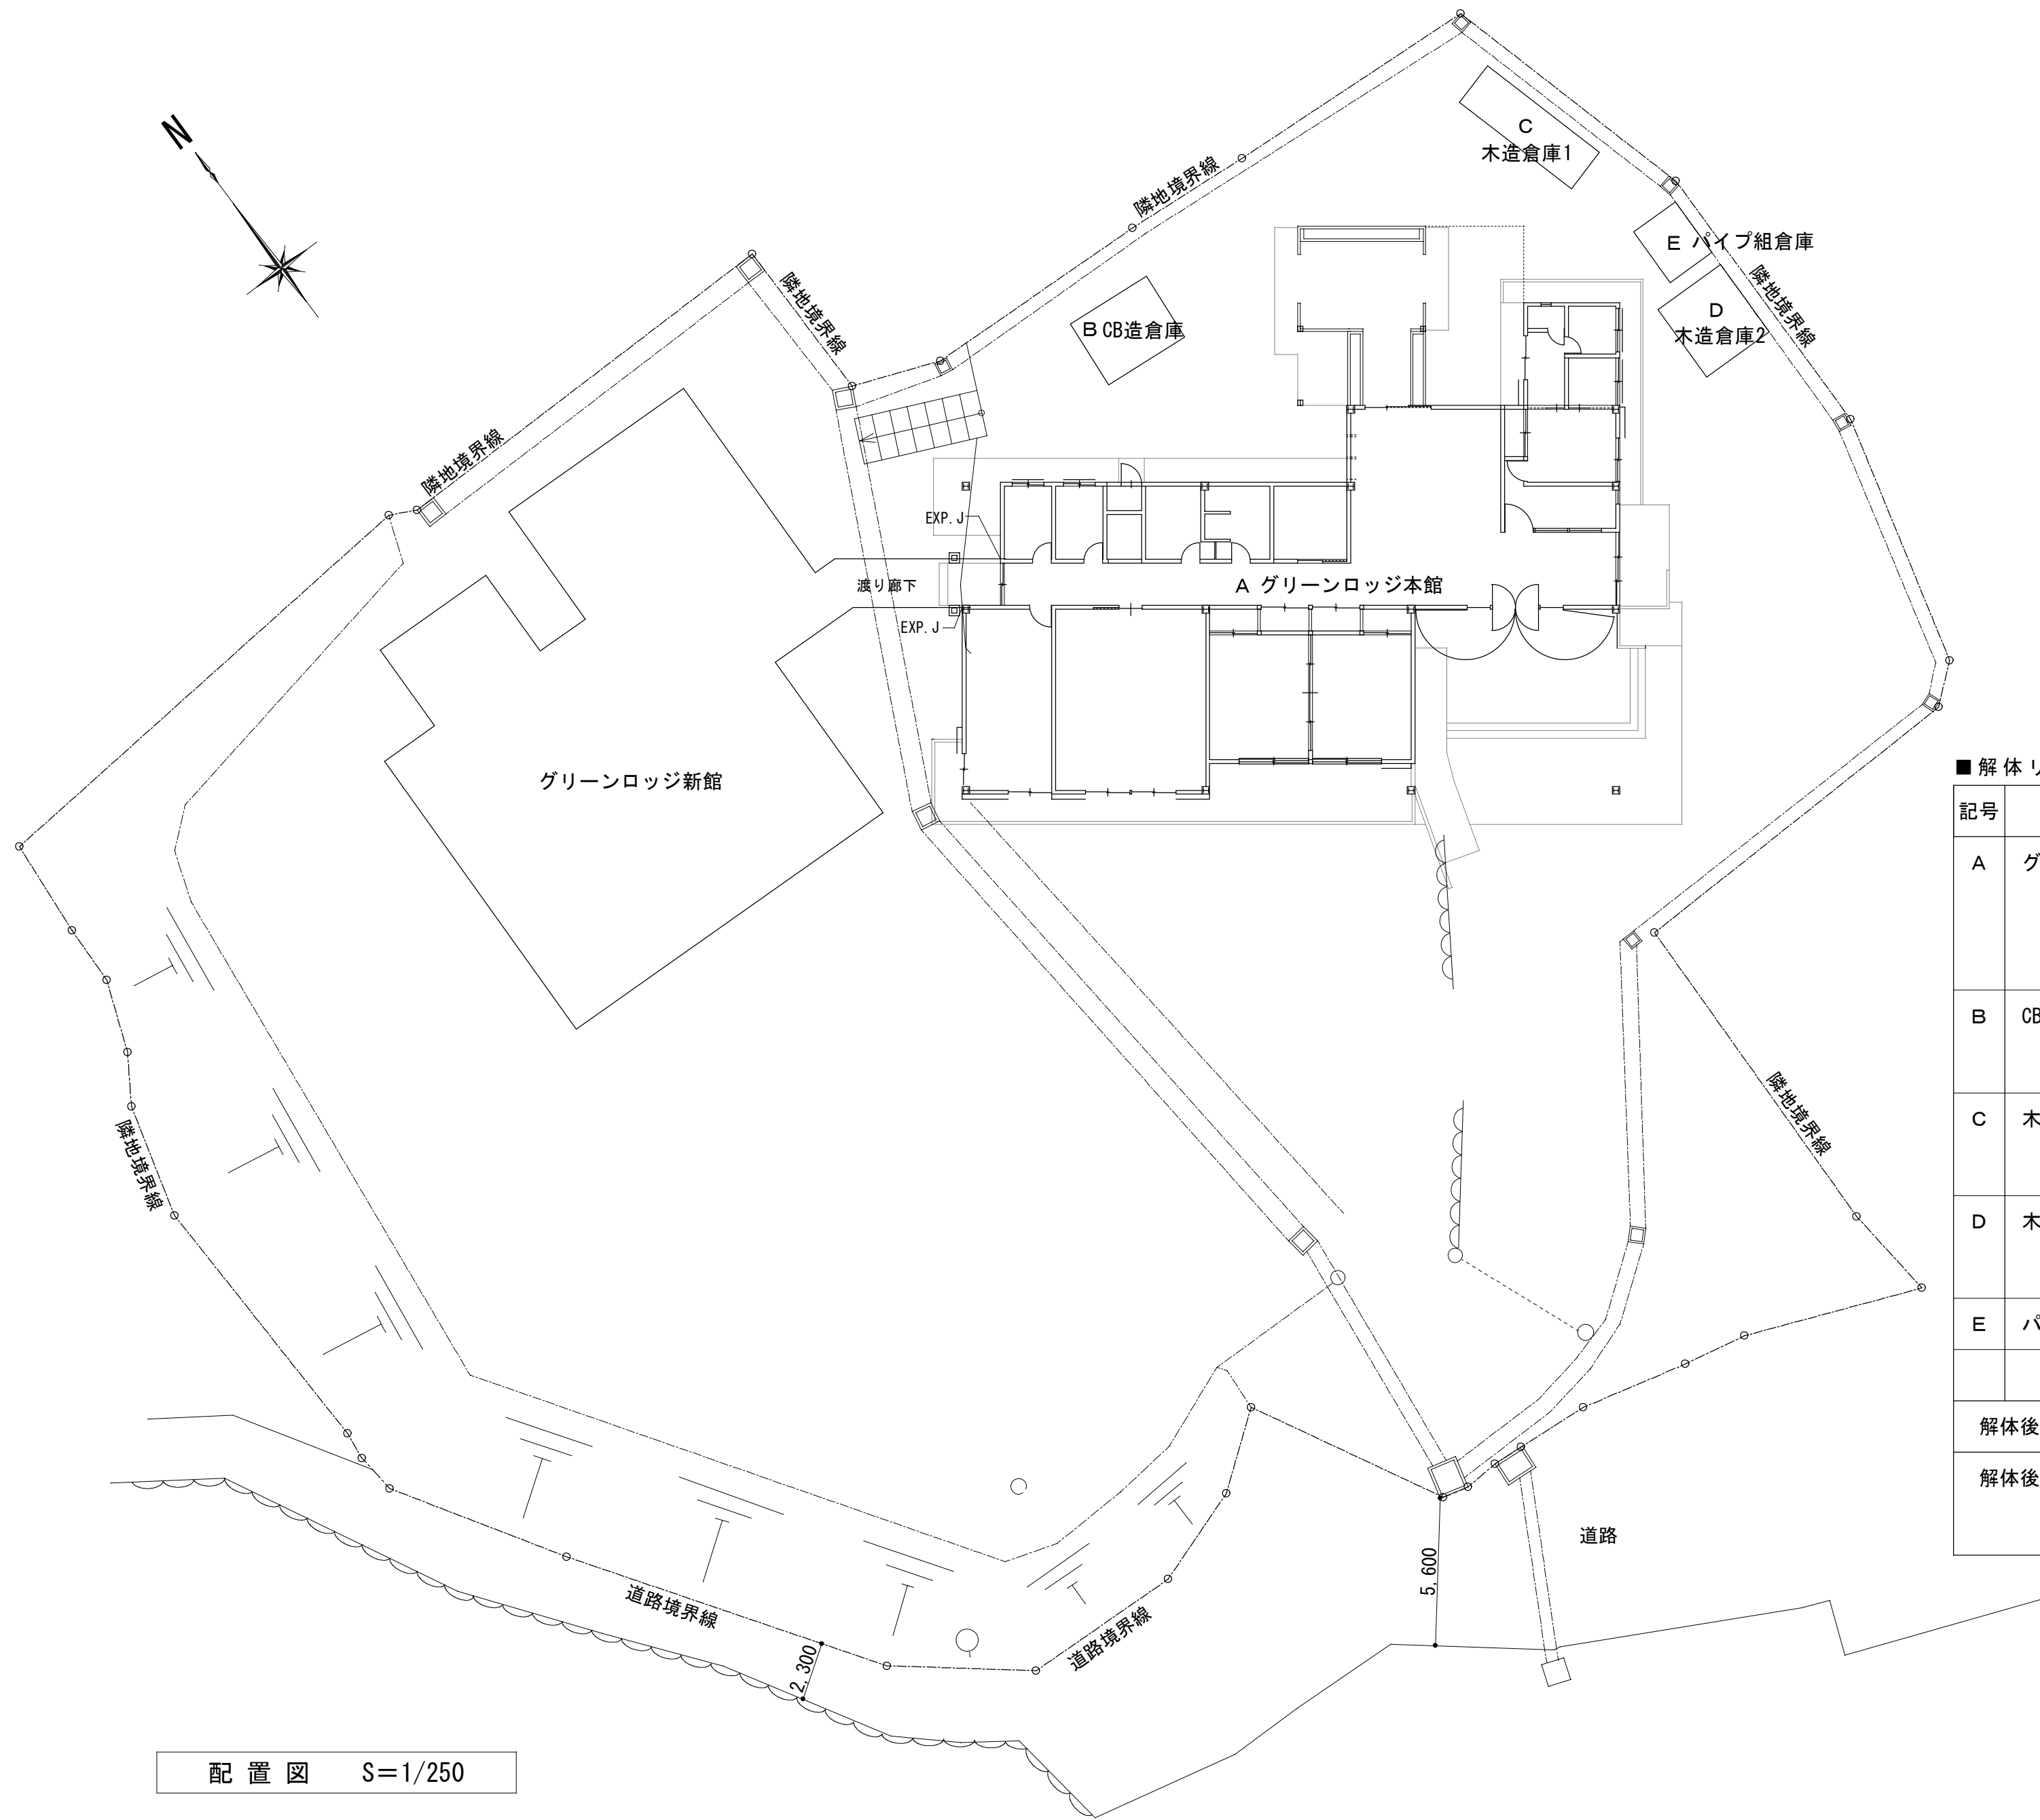 N
隣地境界線
隣地境界線
隣地境界線
C
木造倉庫1
E パイプ組倉庫
隣地境界線
D
木造倉庫2
B CB造倉庫
EXP.J
渡り廊下
EXP.J
A グリーンロッジ本館
グリーンロッジ新館
隣地境界線
隣地境界線
道路境界線
道路境界線
2,300
5,600
道路
配置図 S=1/250
■解体リ
記号
A グ
B CB
C 木
D 木
E パ
解体後
解体後